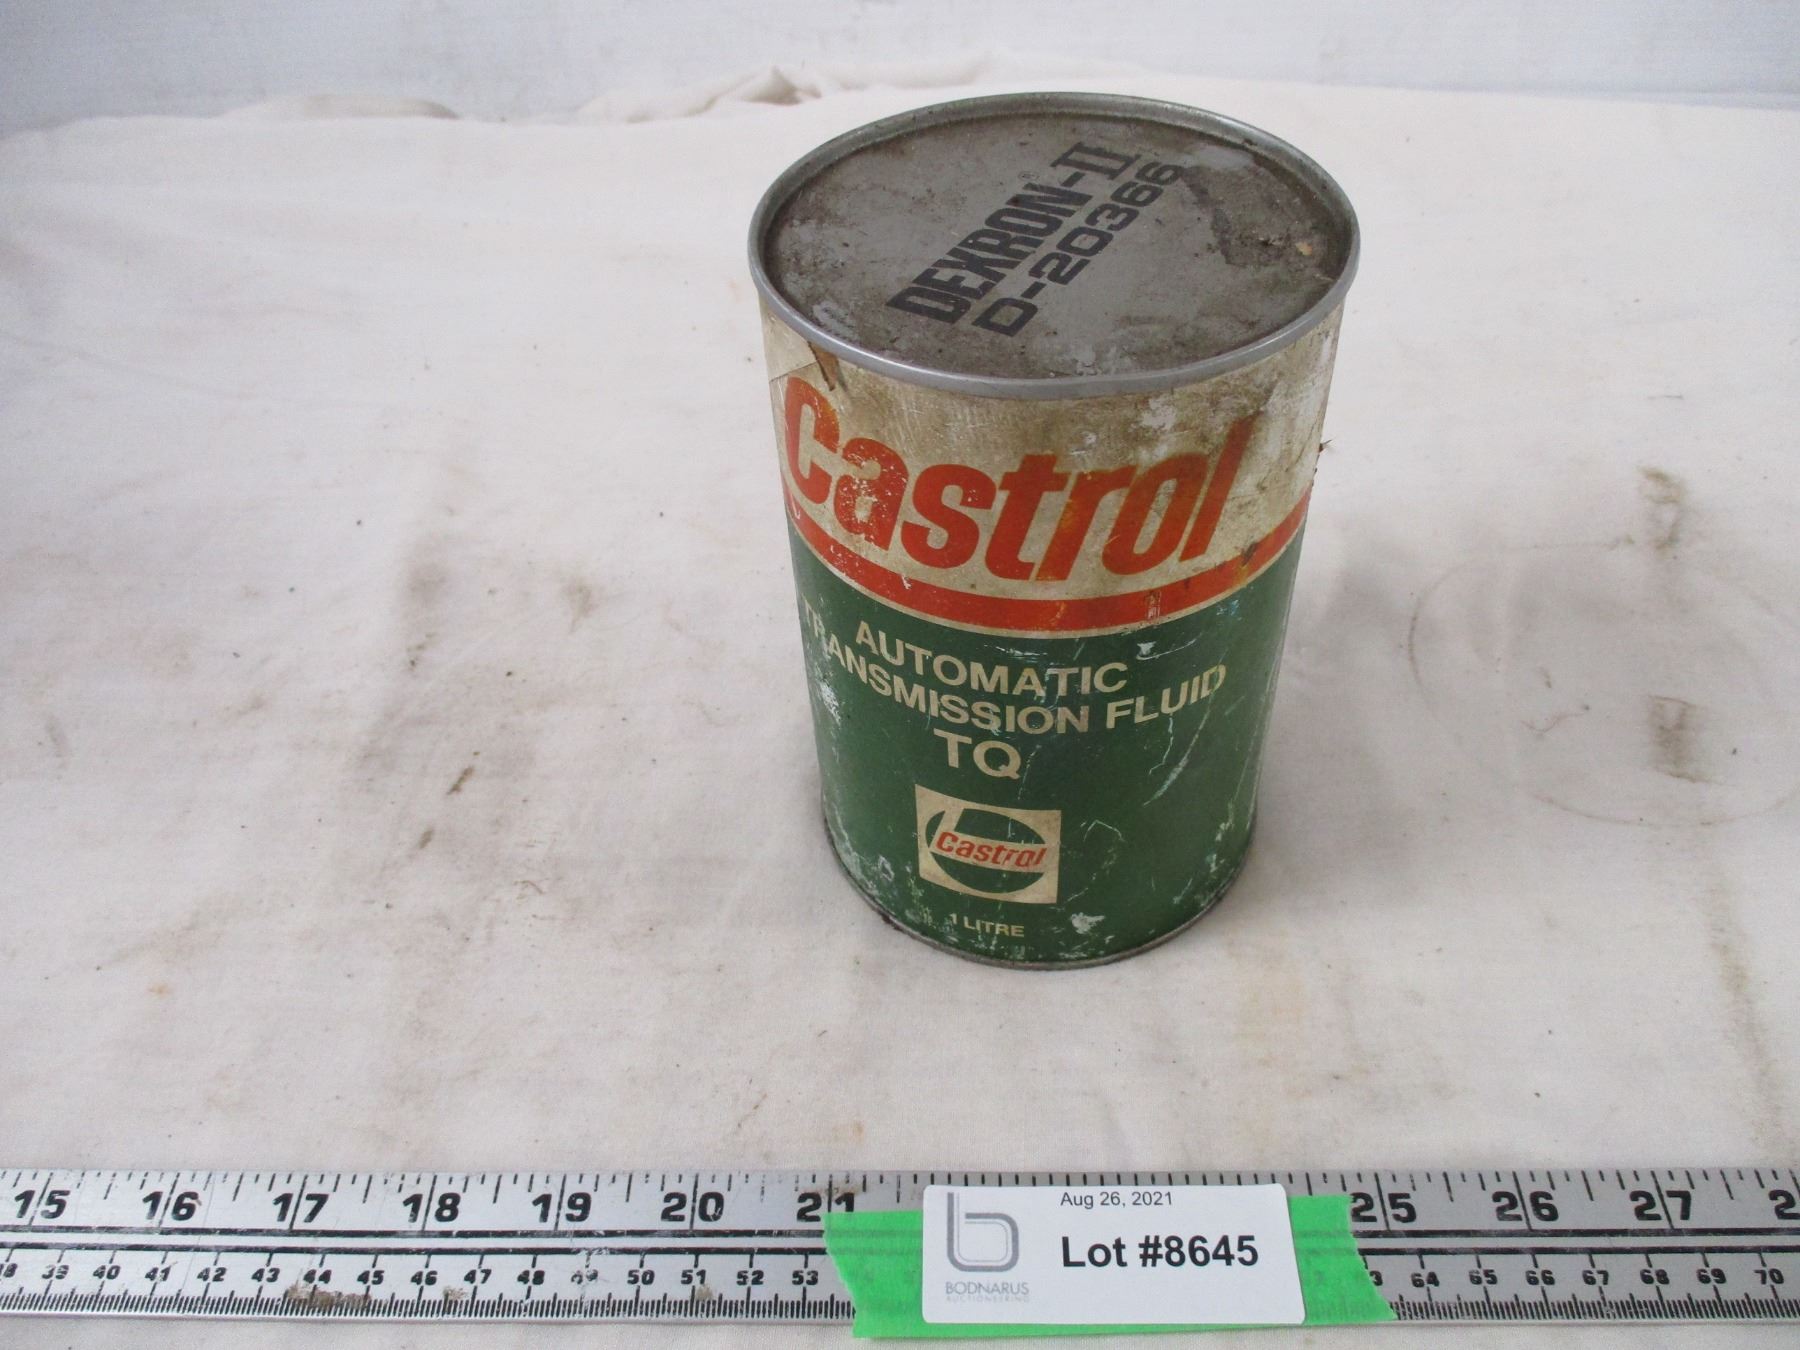 DEXRON®-II
D-20366
Castrol
AUTOMATIC
TRANSMISSION FLUID
TQ
Castrol
1 LITRE
15 16 17 18 19 20 21 25 26 27
39 40 41 42 43 44 45 46 47 48 49 50 51 52 53 64 65 66 67 68 69 70
Aug 26, 2021
Lot #8645
BODNARUS
AUCTIONEERING